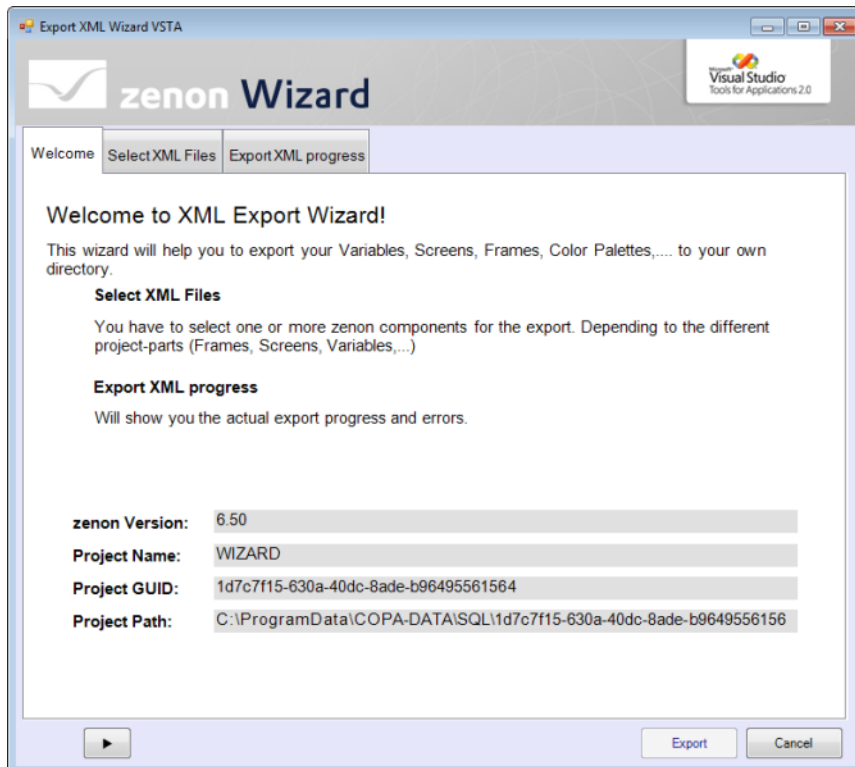 Export XML Wizard VSTA
zenon Wizard
Microsoft
Visual Studio
Tools for Applications 2.0
Welcome
Select XML Files
Export XML progress
Welcome to XML Export Wizard!
This wizard will help you to export your Variables, Screens, Frames, Color Palettes,.... to your own
directory.
Select XML Files
You have to select one or more zenon components for the export. Depending to the different
project-parts (Frames, Screens, Variables,...)
Export XML progress
Will show you the actual export progress and errors.
zenon Version: 6.50
Project Name: WIZARD
Project GUID: 1d7c7f15-630a-40dc-8ade-b96495561564
Project Path: C:\ProgramData\COPA-DATA\SQL\1d7c7f15-630a-40dc-8ade-b9649556156
Export
Cancel